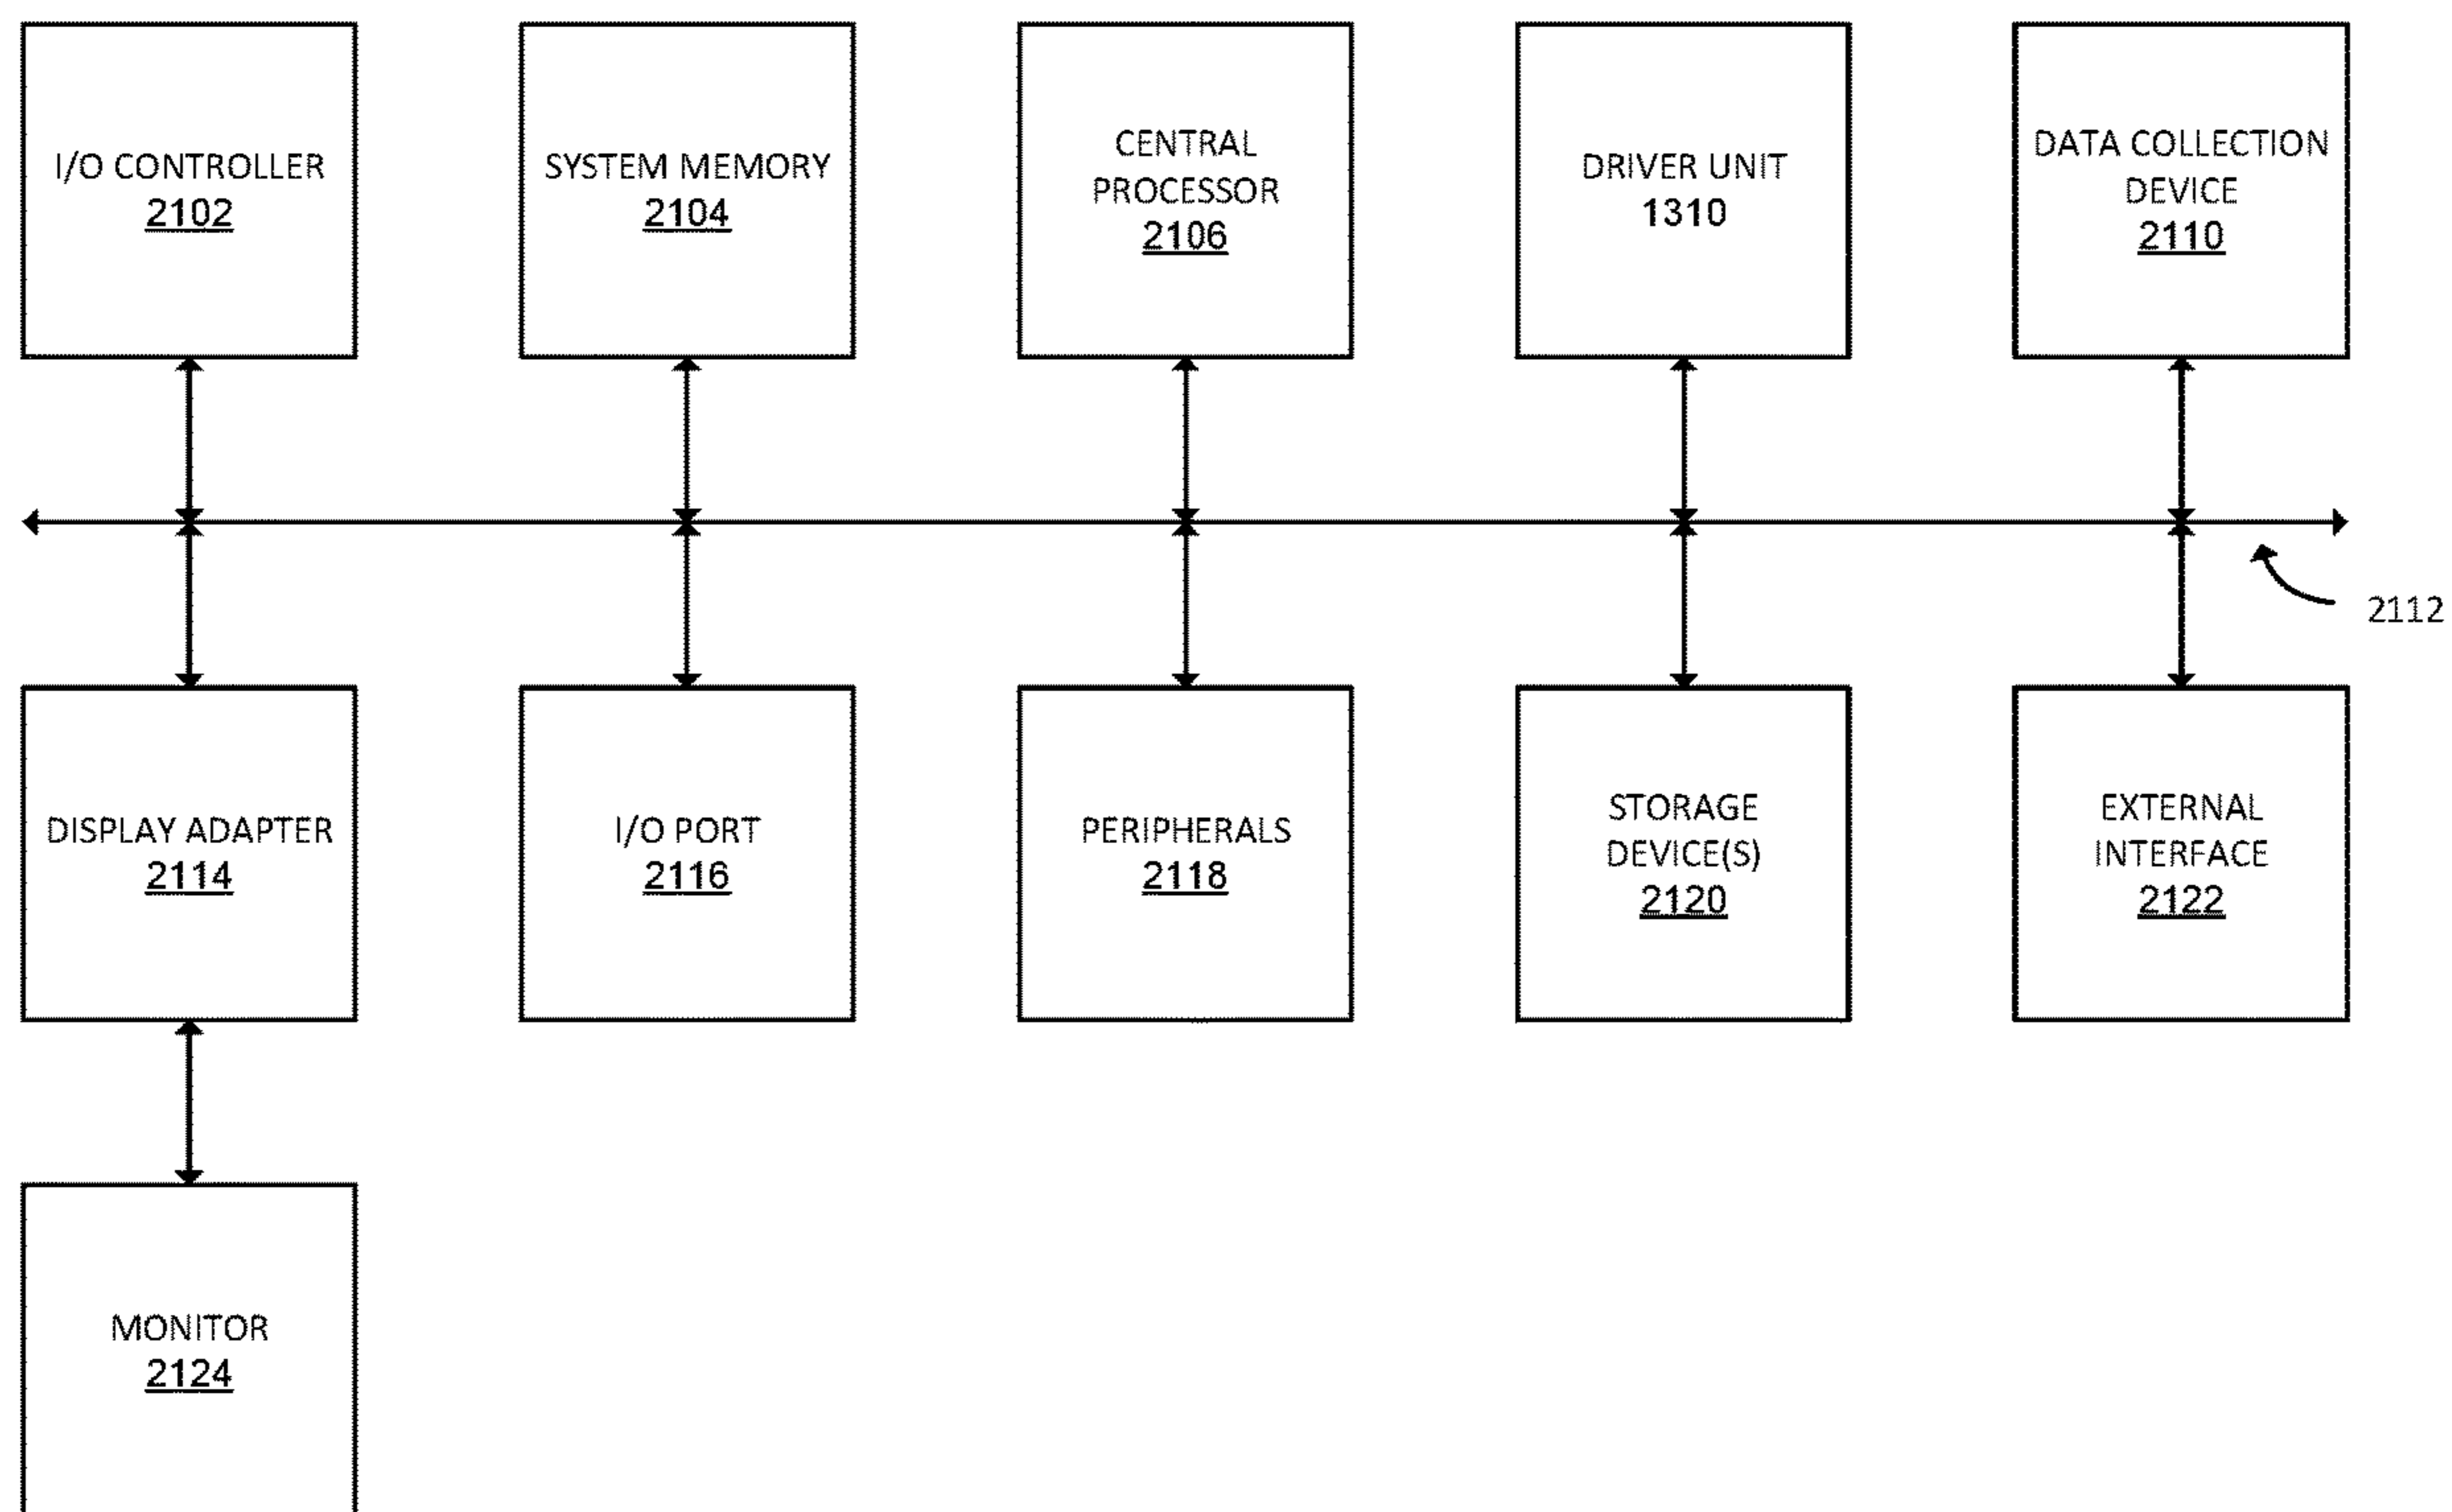 I/O CONTROLLER
2102
SYSTEM MEMORY
2104
CENTRAL
PROCESSOR
2106
DRIVER UNIT
1310
DATA COLLECTION
DEVICE
2110
2112
DISPLAY ADAPTER
2114
I/O PORT
2116
PERIPHERALS
2118
STORAGE
DEVICE(S)
2120
EXTERNAL
INTERFACE
2122
MONITOR
2124